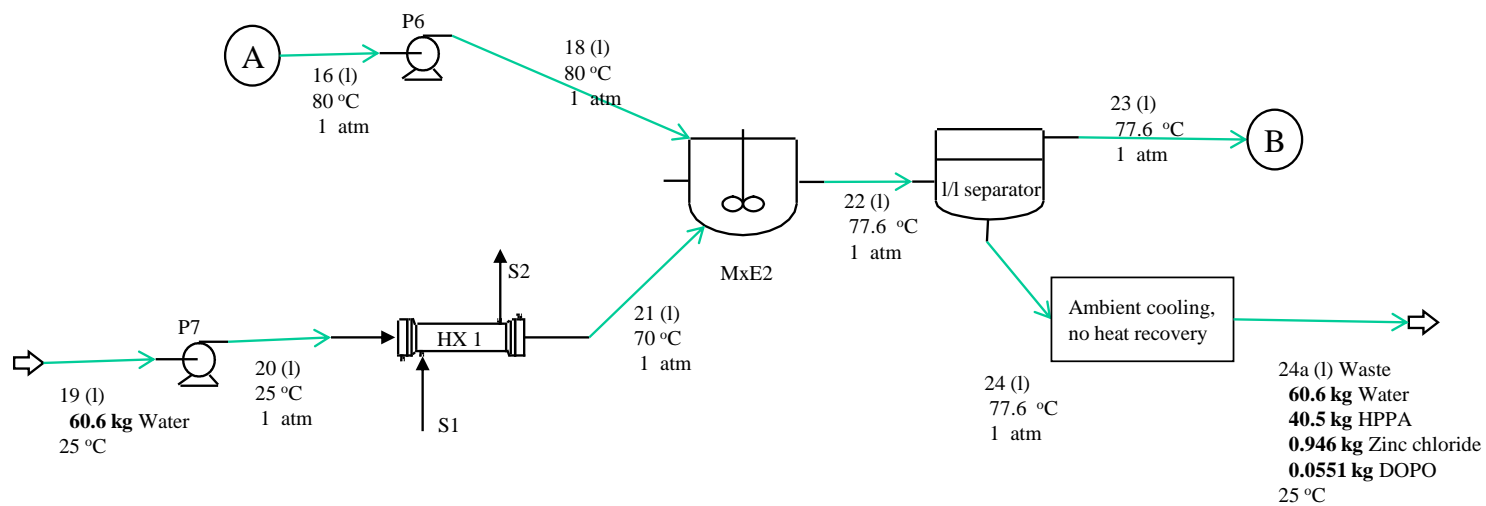 P6
A
16 (l)
80 °C
1 atm
18 (l)
80 °C
1 atm
23 (l)
77.6 °C
1 atm
B
l/l separator
22 (l)
77.6 °C
1 atm
MxE2
S2
P7
HX 1
21 (l)
70 °C
1 atm
19 (l)
60.6 kg Water
25 °C
20 (l)
25 °C
1 atm
S1
Ambient cooling,
no heat recovery
24 (l)
77.6 °C
1 atm
24a (l) Waste
60.6 kg Water
40.5 kg HPPA
0.946 kg Zinc chloride
0.0551 kg DOPO
25 °C